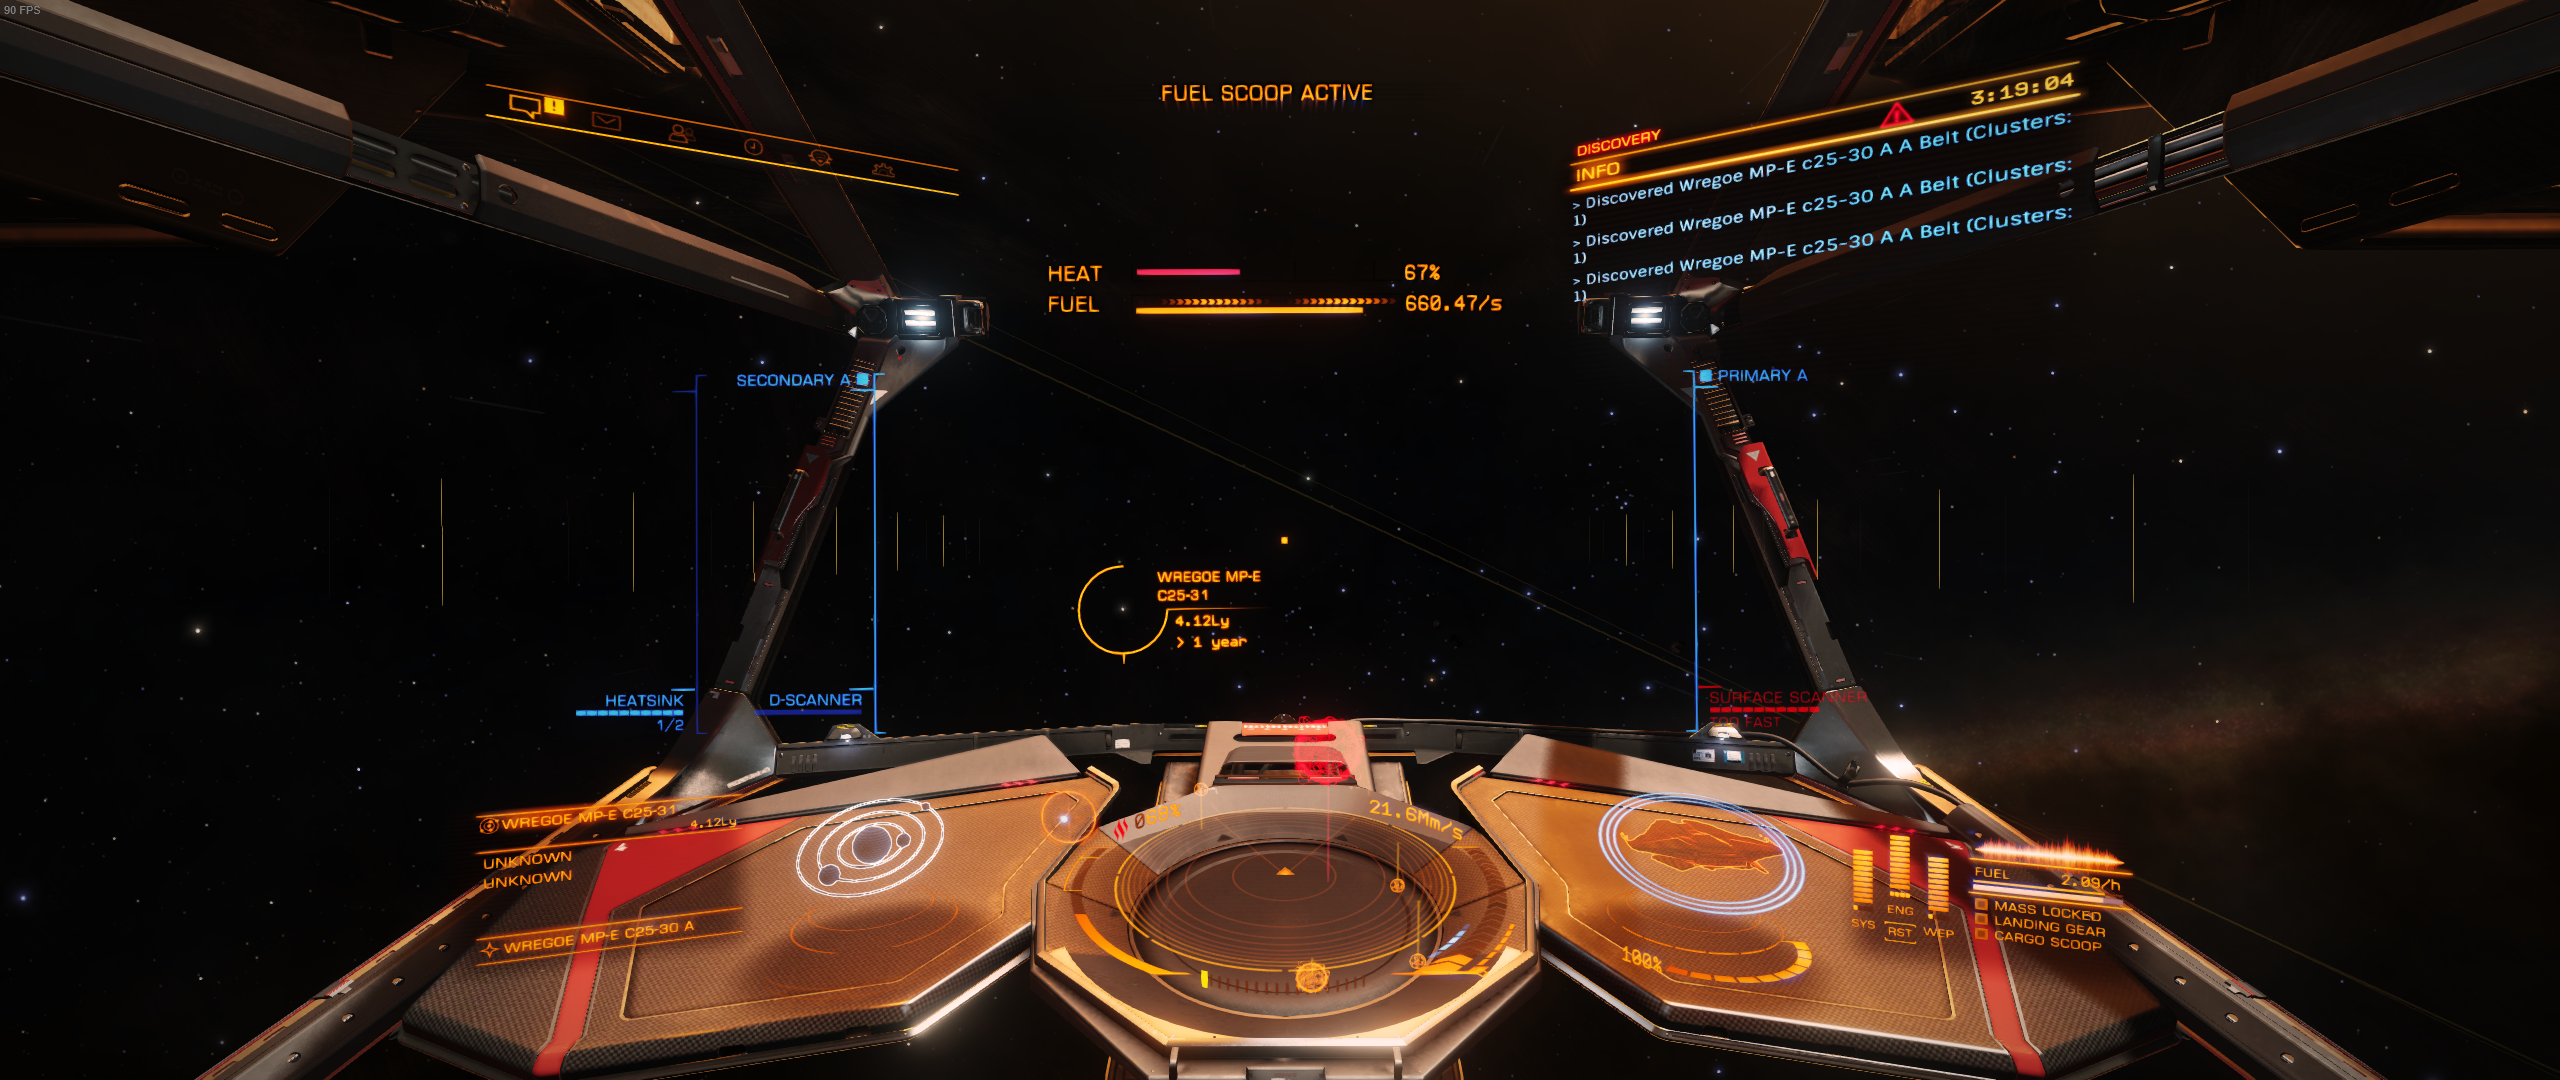 90 FPS
FUEL SCOOP ACTIVE
3:19:04
DISCOVERY
INFO
> Discovered Wregoe MP-E c25-30 A A Belt (Clusters:
1)
> Discovered Wregoe MP-E c25-30 A A Belt (Clusters:
1)
> Discovered Wregoe MP-E c25-30 A A Belt (Clusters:
1)
HEAT 67%
FUEL 660.47/s
SECONDARY A
PRIMARY A
WREGOE MP-E
C25-31
4.12Ly
> 1 year
HEATSINK
1/2
D-SCANNER
SURFACE SCANNER
TOO FAST
WREGOE MP-E C25-31
4.12Ly
UNKNOWN
UNKNOWN
WREGOE MP-E C25-30 A
21.6Mm/s
100%
SYS
ENG
RST
WEP
FUEL 2.09/h
MASS LOCKED
LANDING GEAR
CARGO SCOOP